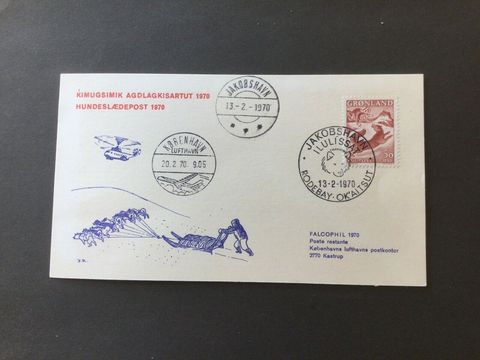 KIMUGSIMIK AGDLAGKISARTUT 1970
HUNDESLÆDEPOST 1970
JAKOBSHAVN
13-2.-1970
KØBENHAVN
LUFTHAVN
20.2.70. 9.05
GRØNLAND
30
JAKOBSHAVN
ILULISSAT
13-2-1970
RODEBAY-OKAITSUT
FALCOPHIL 1970
Poste restante
Københavns lufthavns postkontor
2770 Kastrup